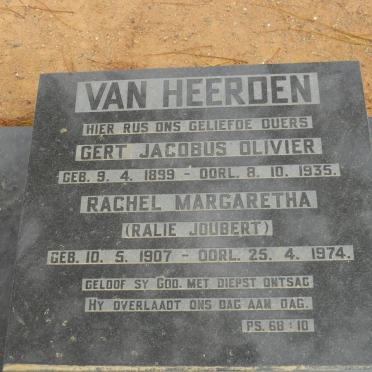 VAN HEERDEN
HIER RUS ONS GELIEFDE OUERS
GERT JACOBUS OLIVIER
GEB. 9. 4. 1899 - OORL. 8. 10. 1935.
RACHEL MARGARETHA
(RALIE JOUBERT)
GEB. 10. 5. 1907 - OORL. 25. 4. 1974.
GELOOF SY GOD, MET DIEPST ONTSAG
HY OVERLAADT ONS DAG AAN DAG.
PS. 68 : 10